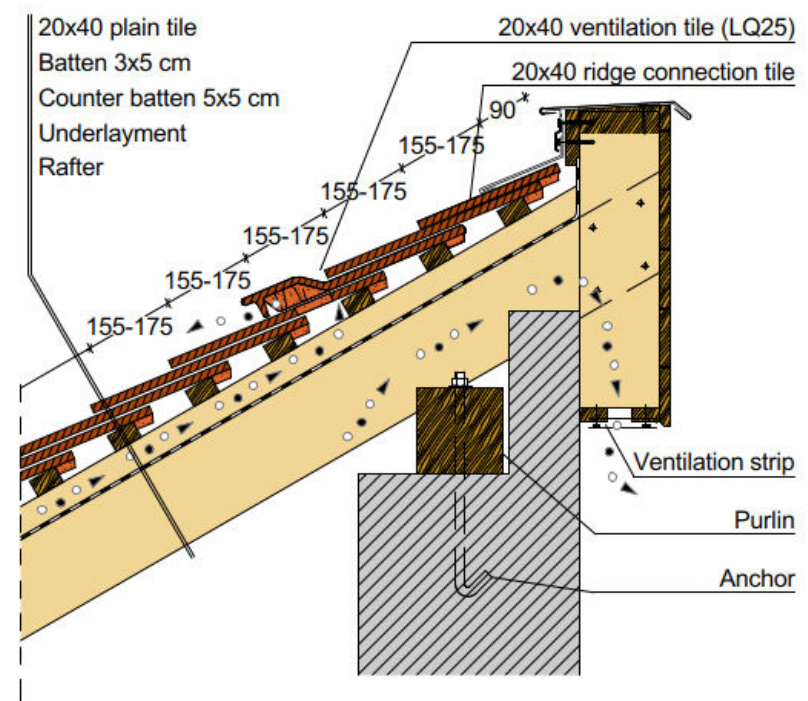 20x40 plain tile
Batten 3x5 cm
Counter batten 5x5 cm
Underlayment
Rafter
20x40 ventilation tile (LQ25)
20x40 ridge connection tile
90
155-175
155-175
155-175
155-175
155-175
Ventilation strip
Purlin
Anchor